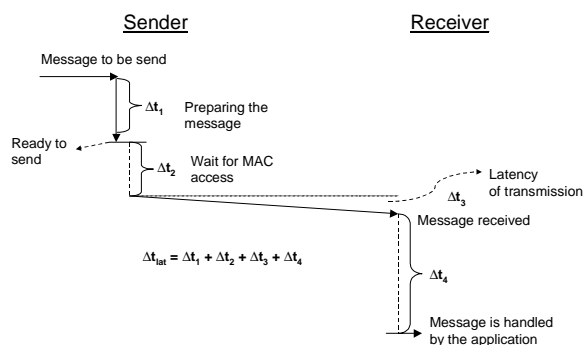 Sender
Receiver
Message to be send
Δt1
Preparing the
message
Ready to
send
Δt2
Wait for MAC
access
Latency
of transmission
Δt3
Message received
Δtlat = Δt1 + Δt2 + Δt3 + Δt4
Δt4
Message is handled
by the application